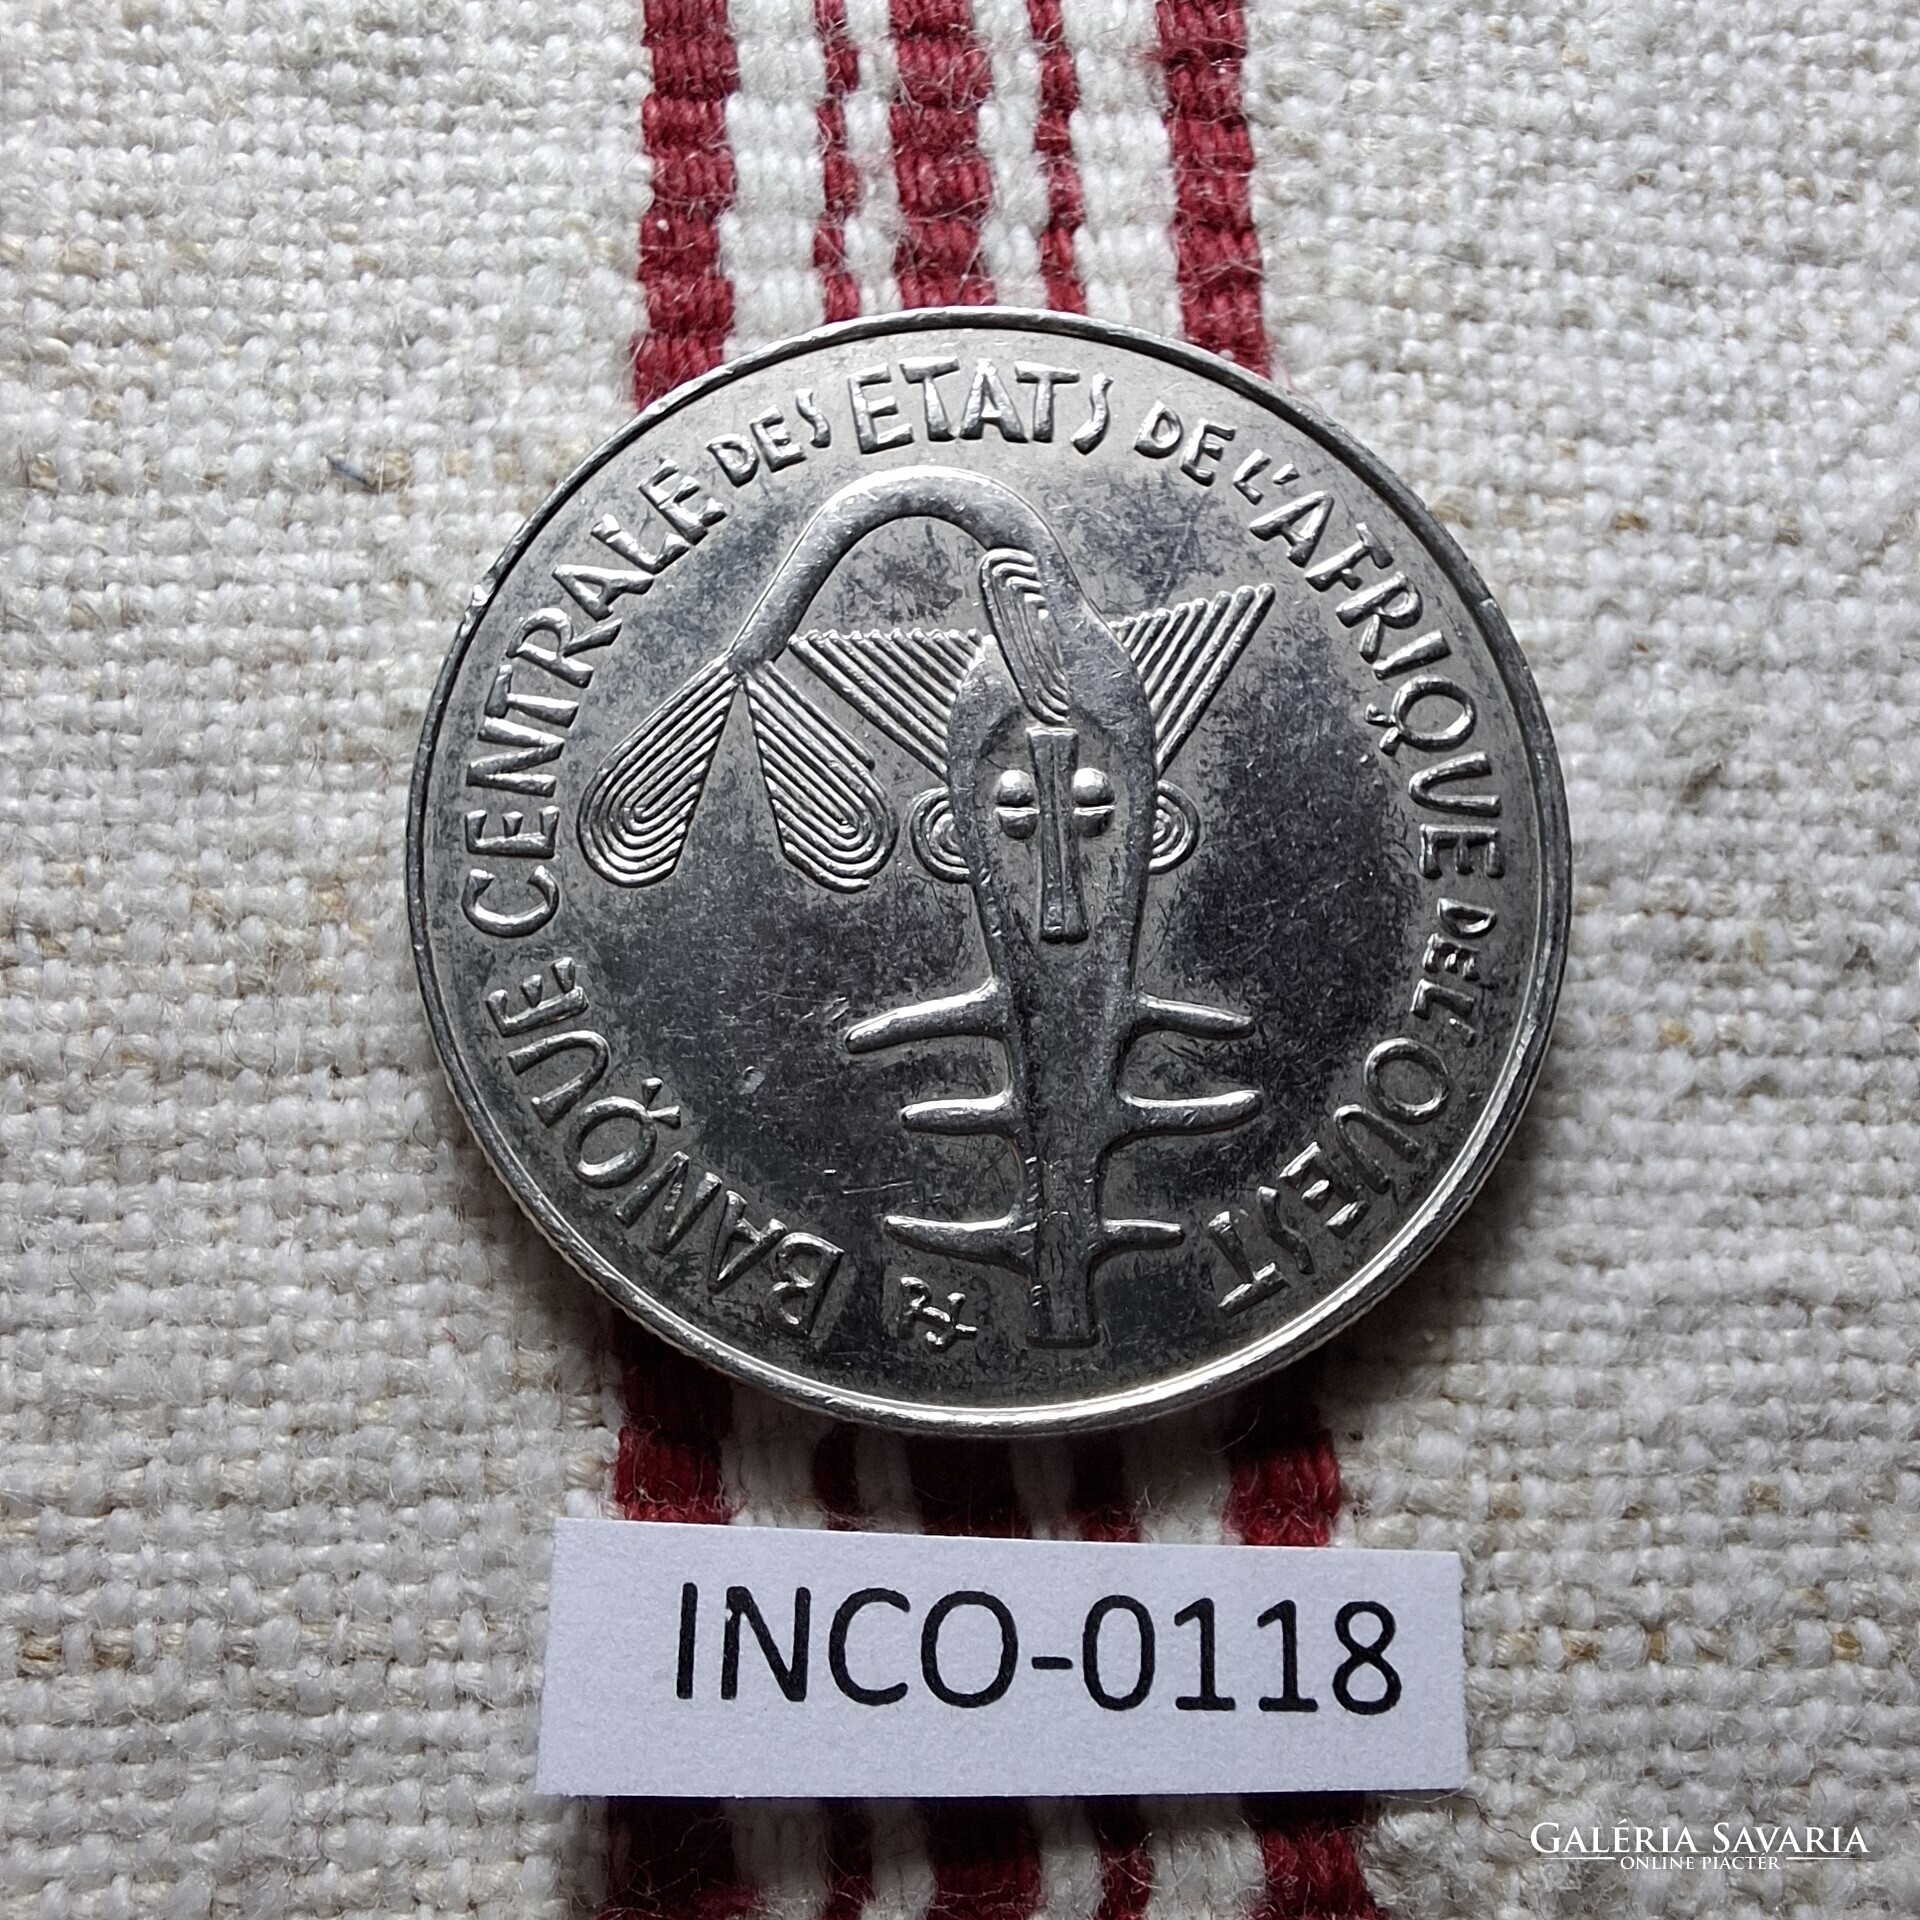 BANQUE CENTRALE DES ETATS DE L'AFRIQUE DE L'OUEST
INCO-0118
GALÉRIA SAVARIA
ONLINE PIACTÉR